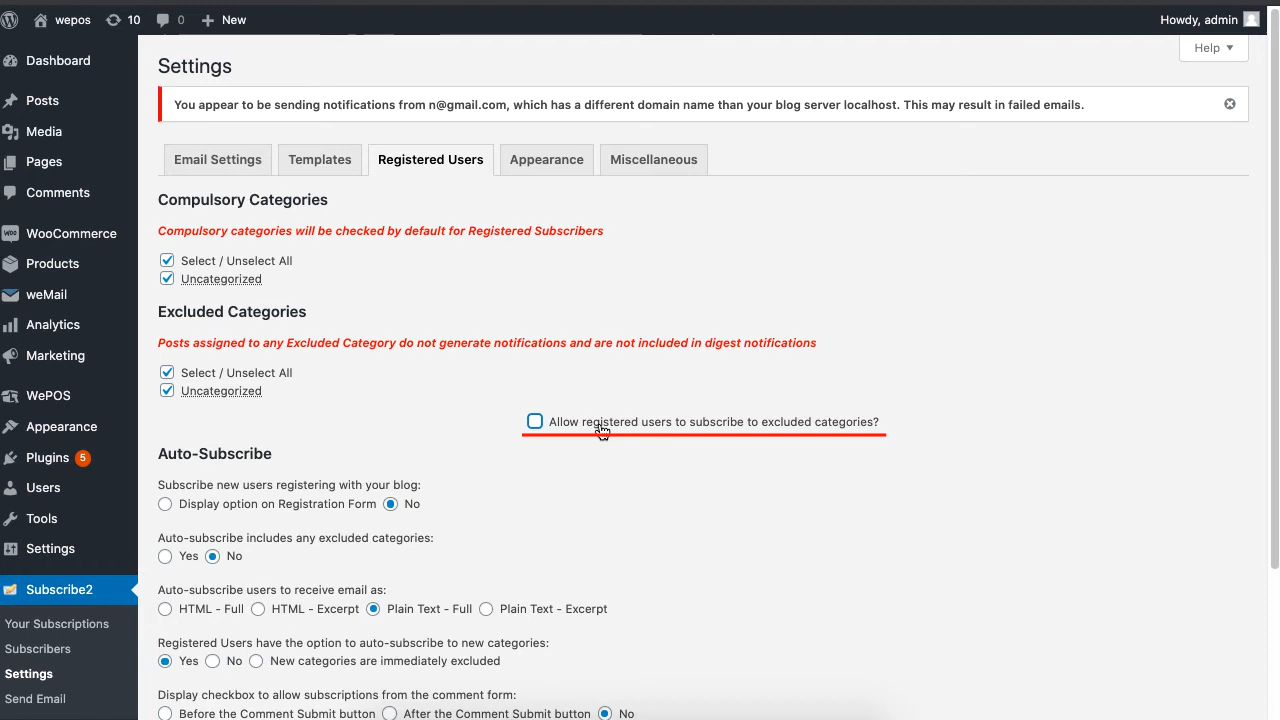 wepos 10 0 New Howdy, admin
Help
Settings
You appear to be sending notifications from n@gmail.com, which has a different domain name than your blog server localhost. This may result in failed emails.
Email Settings Templates Registered Users Appearance Miscellaneous
Dashboard
Posts
Media
Pages
Comments
WooCommerce
Products
weMail
Analytics
Marketing
WePOS
Appearance
Plugins 5
Users
Tools
Settings
Subscribe2
Your Subscriptions
Subscribers
Settings
Send Email
Compulsory Categories
Compulsory categories will be checked by default for Registered Subscribers
Select / Unselect All
Uncategorized
Excluded Categories
Posts assigned to any Excluded Category do not generate notifications and are not included in digest notifications
Select / Unselect All
Uncategorized
Allow registered users to subscribe to excluded categories?
Auto-Subscribe
Subscribe new users registering with your blog:
Display option on Registration Form No
Auto-subscribe includes any excluded categories:
Yes No
Auto-subscribe users to receive email as:
HTML - Full HTML - Excerpt Plain Text - Full Plain Text - Excerpt
Registered Users have the option to auto-subscribe to new categories:
Yes No New categories are immediately excluded
Display checkbox to allow subscriptions from the comment form:
Before the Comment Submit button After the Comment Submit button No